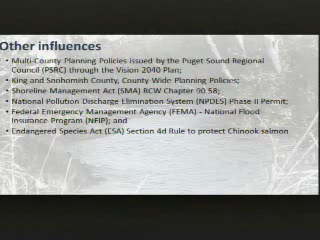 Other influences
• Multi-County Planning Policies issued by the Puget Sound Regional
Council (PSRC) through the Vision 2040 Plan;
• King and Snohomish County, County Wide Planning Policies;
• Shoreline Management Act (SMA) RCW Chapter 90.58;
• National Pollution Discharge Elimination System (NPDES) Phase II Permit;
• Federal Emergency Management Agency (FEMA) - National Flood
Insurance Program (NFIP); and
• Endangered Species Act (ESA) Section 4d Rule to protect Chinook salmon